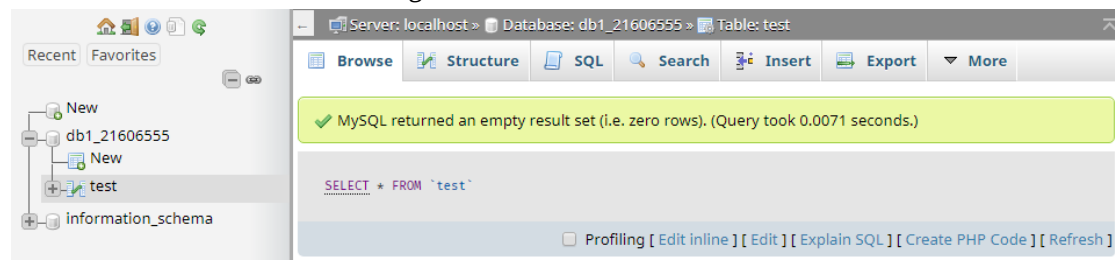 Recent Favorites
New
db1_21606555
New
test
information_schema
Server: localhost » Database: db1_21606555 » Table: test
Browse Structure SQL Search Insert Export More
MySQL returned an empty result set (i.e. zero rows). (Query took 0.0071 seconds.)
SELECT * FROM `test`
Profiling [ Edit inline ] [ Edit ] [ Explain SQL ] [ Create PHP Code ] [ Refresh ]